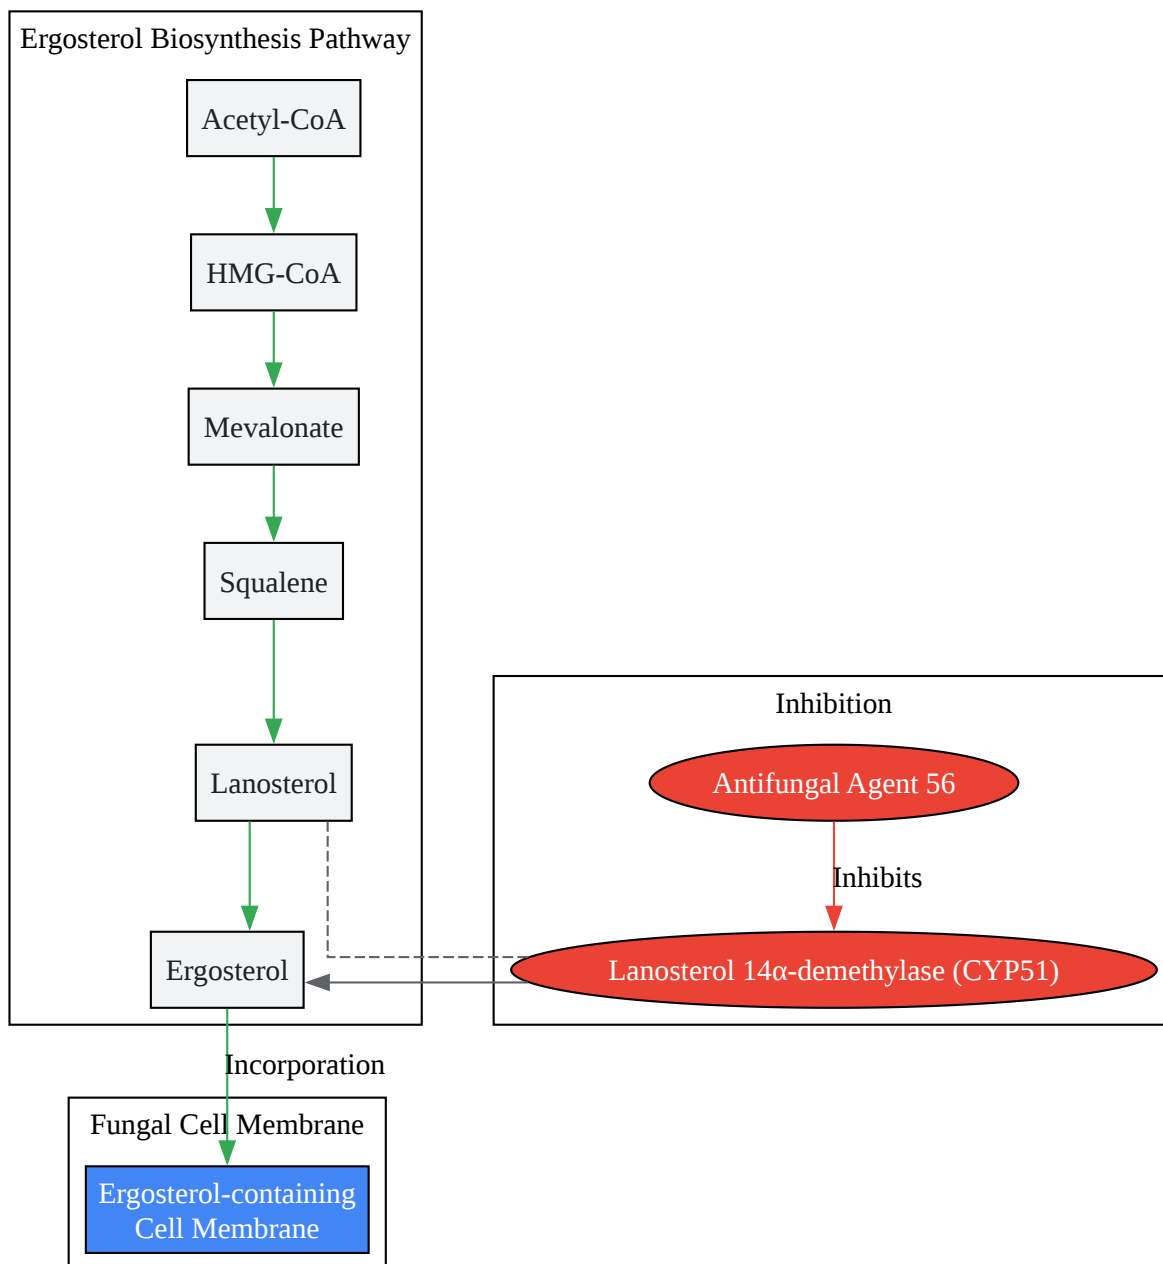 Ergosterol Biosynthesis Pathway
Acetyl-CoA
HMG-CoA
Mevalonate
Squalene
Lanosterol
Ergosterol
Inhibition
Antifungal Agent 56
Inhibits
Lanosterol 14α-demethylase (CYP51)
Incorporation
Fungal Cell Membrane
Ergosterol-containing
Cell Membrane